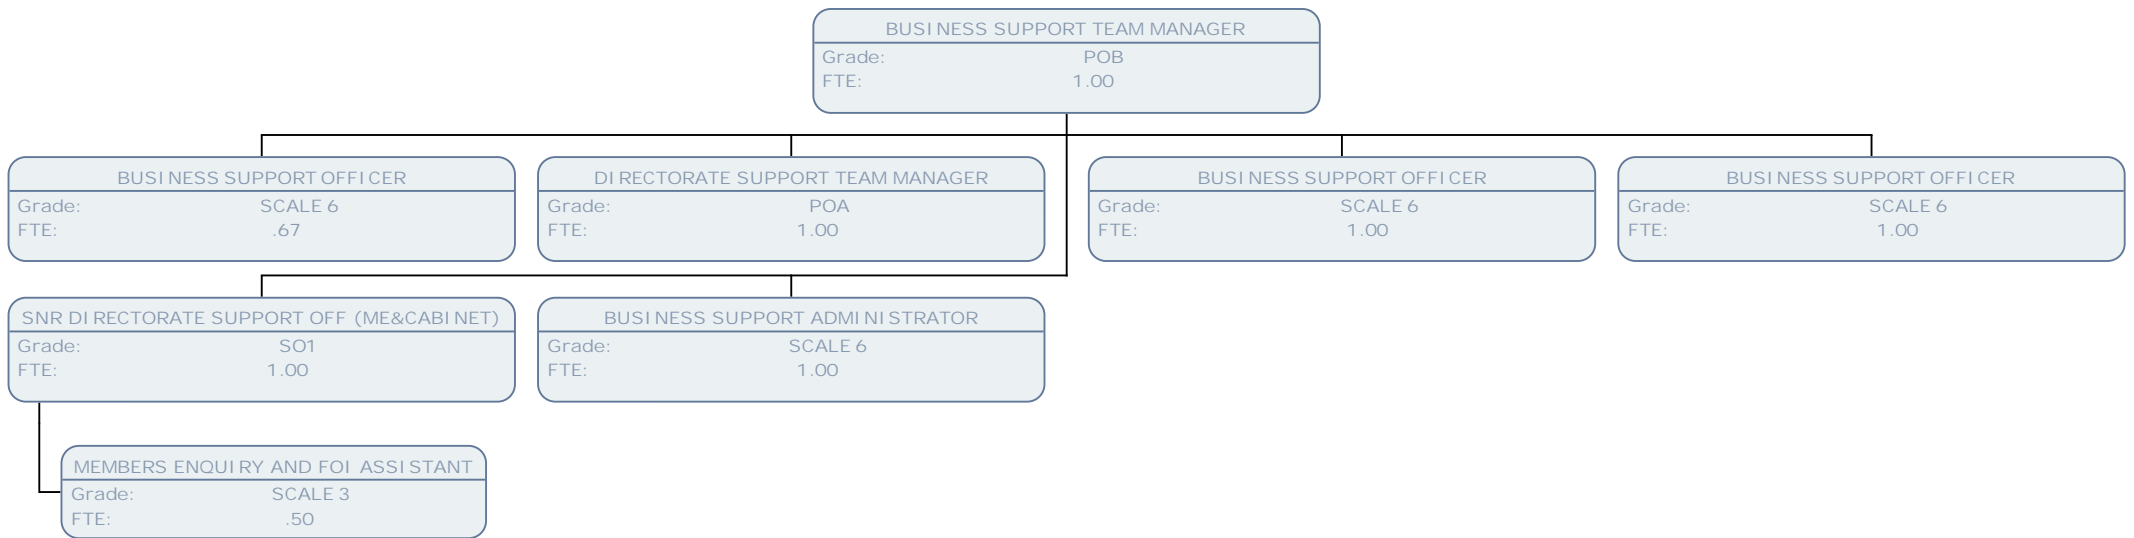 BUSINESS SUPPORT TEAM MANAGER
Grade: POB
FTE: 1.00
BUSINESS SUPPORT OFFICER
Grade: SCALE 6
FTE: .67
DIRECTORATE SUPPORT TEAM MANAGER
Grade: POA
FTE: 1.00
BUSINESS SUPPORT OFFICER
Grade: SCALE 6
FTE: 1.00
BUSINESS SUPPORT OFFICER
Grade: SCALE 6
FTE: 1.00
SNR DIRECTORATE SUPPORT OFF (ME&CABINET)
Grade: SO1
FTE: 1.00
BUSINESS SUPPORT ADMINISTRATOR
Grade: SCALE 6
FTE: 1.00
MEMBERS ENQUIRY AND FOI ASSISTANT
Grade: SCALE 3
FTE: .50